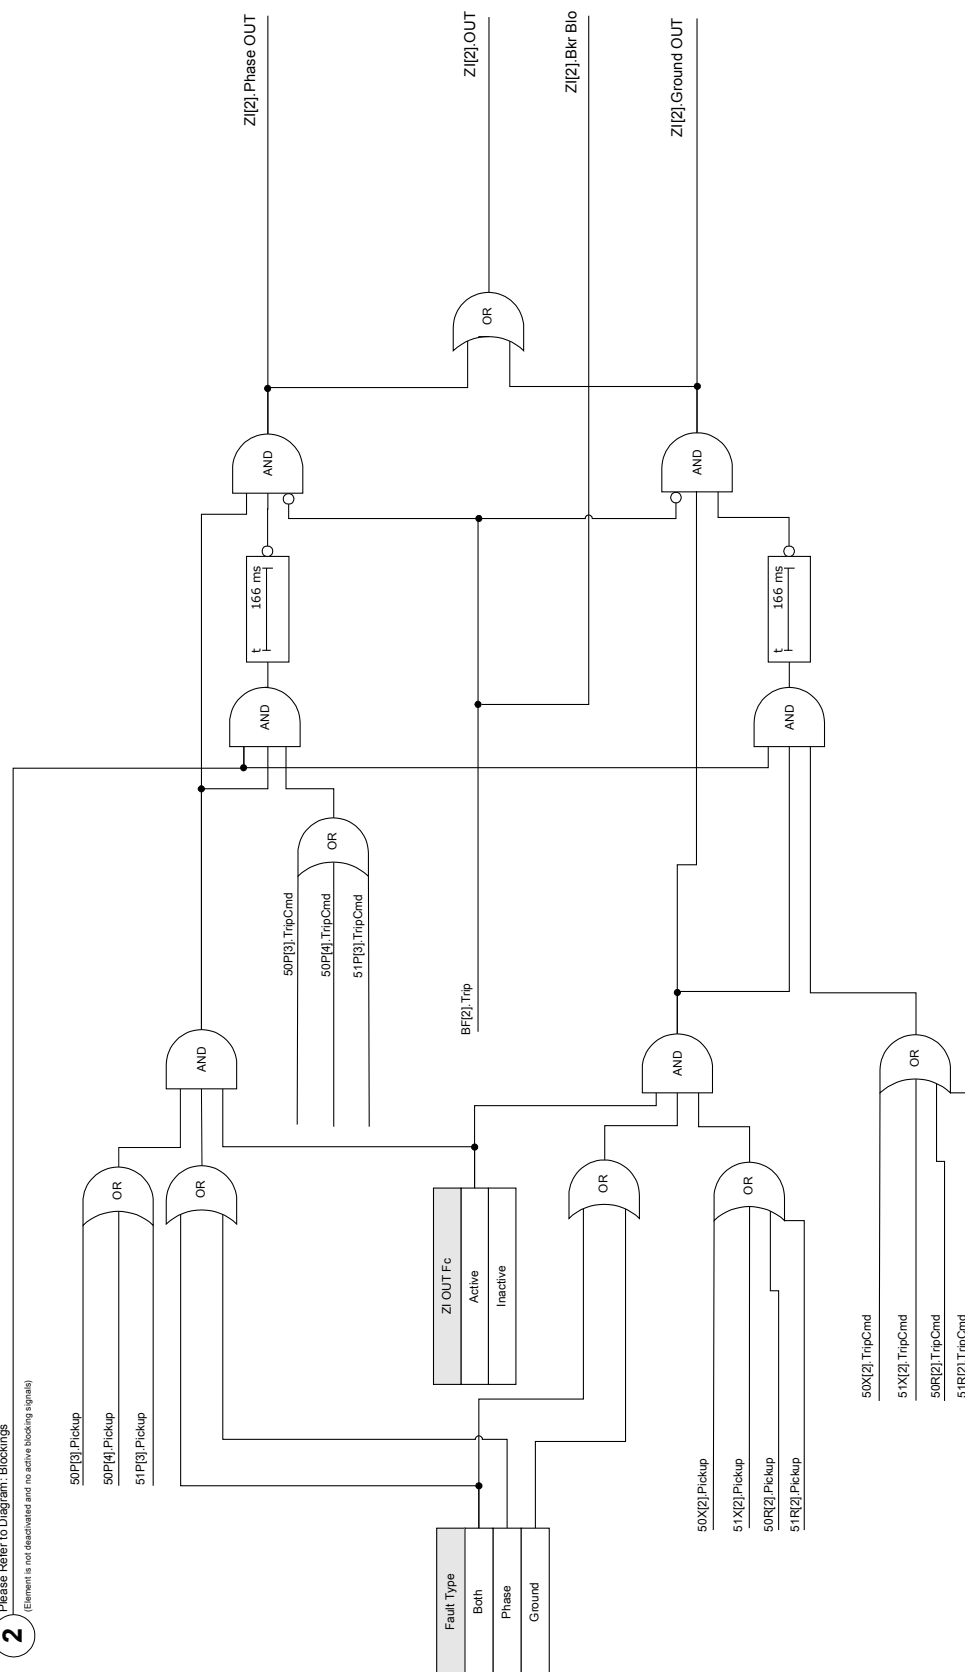 2
Please Refer to Diagram: Blockings
(Element is not deactivated and no active blocking signals)
50P[3].Pickup
50P[4].Pickup
51P[3].Pickup
OR
OR
AND
50P[3].TripCmd
50P[4].TripCmd
51P[3].TripCmd
OR
AND
t 166 ms
AND
ZI[2].Phase OUT
Fault Type
Both
Phase
Ground
ZI OUT Fc
Active
Inactive
BF[2].Trip
OR
ZI[2].OUT
ZI[2].Bkr Blo
OR
50X[2].Pickup
51X[2].Pickup
50R[2].Pickup
51R[2].Pickup
OR
AND
AND
ZI[2].Ground OUT
50X[2].TripCmd
51X[2].TripCmd
50R[2].TripCmd
51R[2].TripCmd
OR
AND
t 166 ms